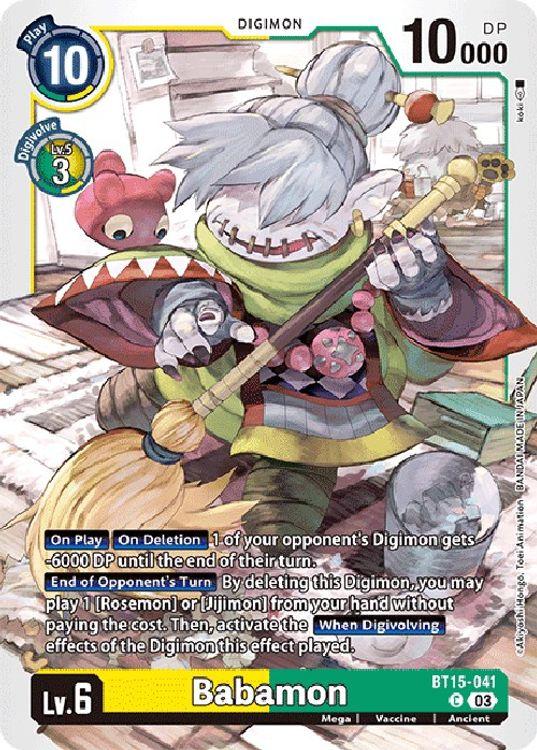 DIGIMON
Play
10
DP
10000
Digivolve
Lv.5
3
koki
©Akiyoshi Hongo, Toei Animation BANDAI MADE IN JAPAN
On Play On Deletion 1 of your opponent's Digimon gets
-6000 DP until the end of their turn.
End of Opponent's Turn By deleting this Digimon, you may
play 1 [Rosemon] or [Jijimon] from your hand without
paying the cost. Then, activate the When Digivolving
effects of the Digimon this effect played.
BT15-041
Lv.6
Babamon
C 03
Mega | Vaccine | Ancient